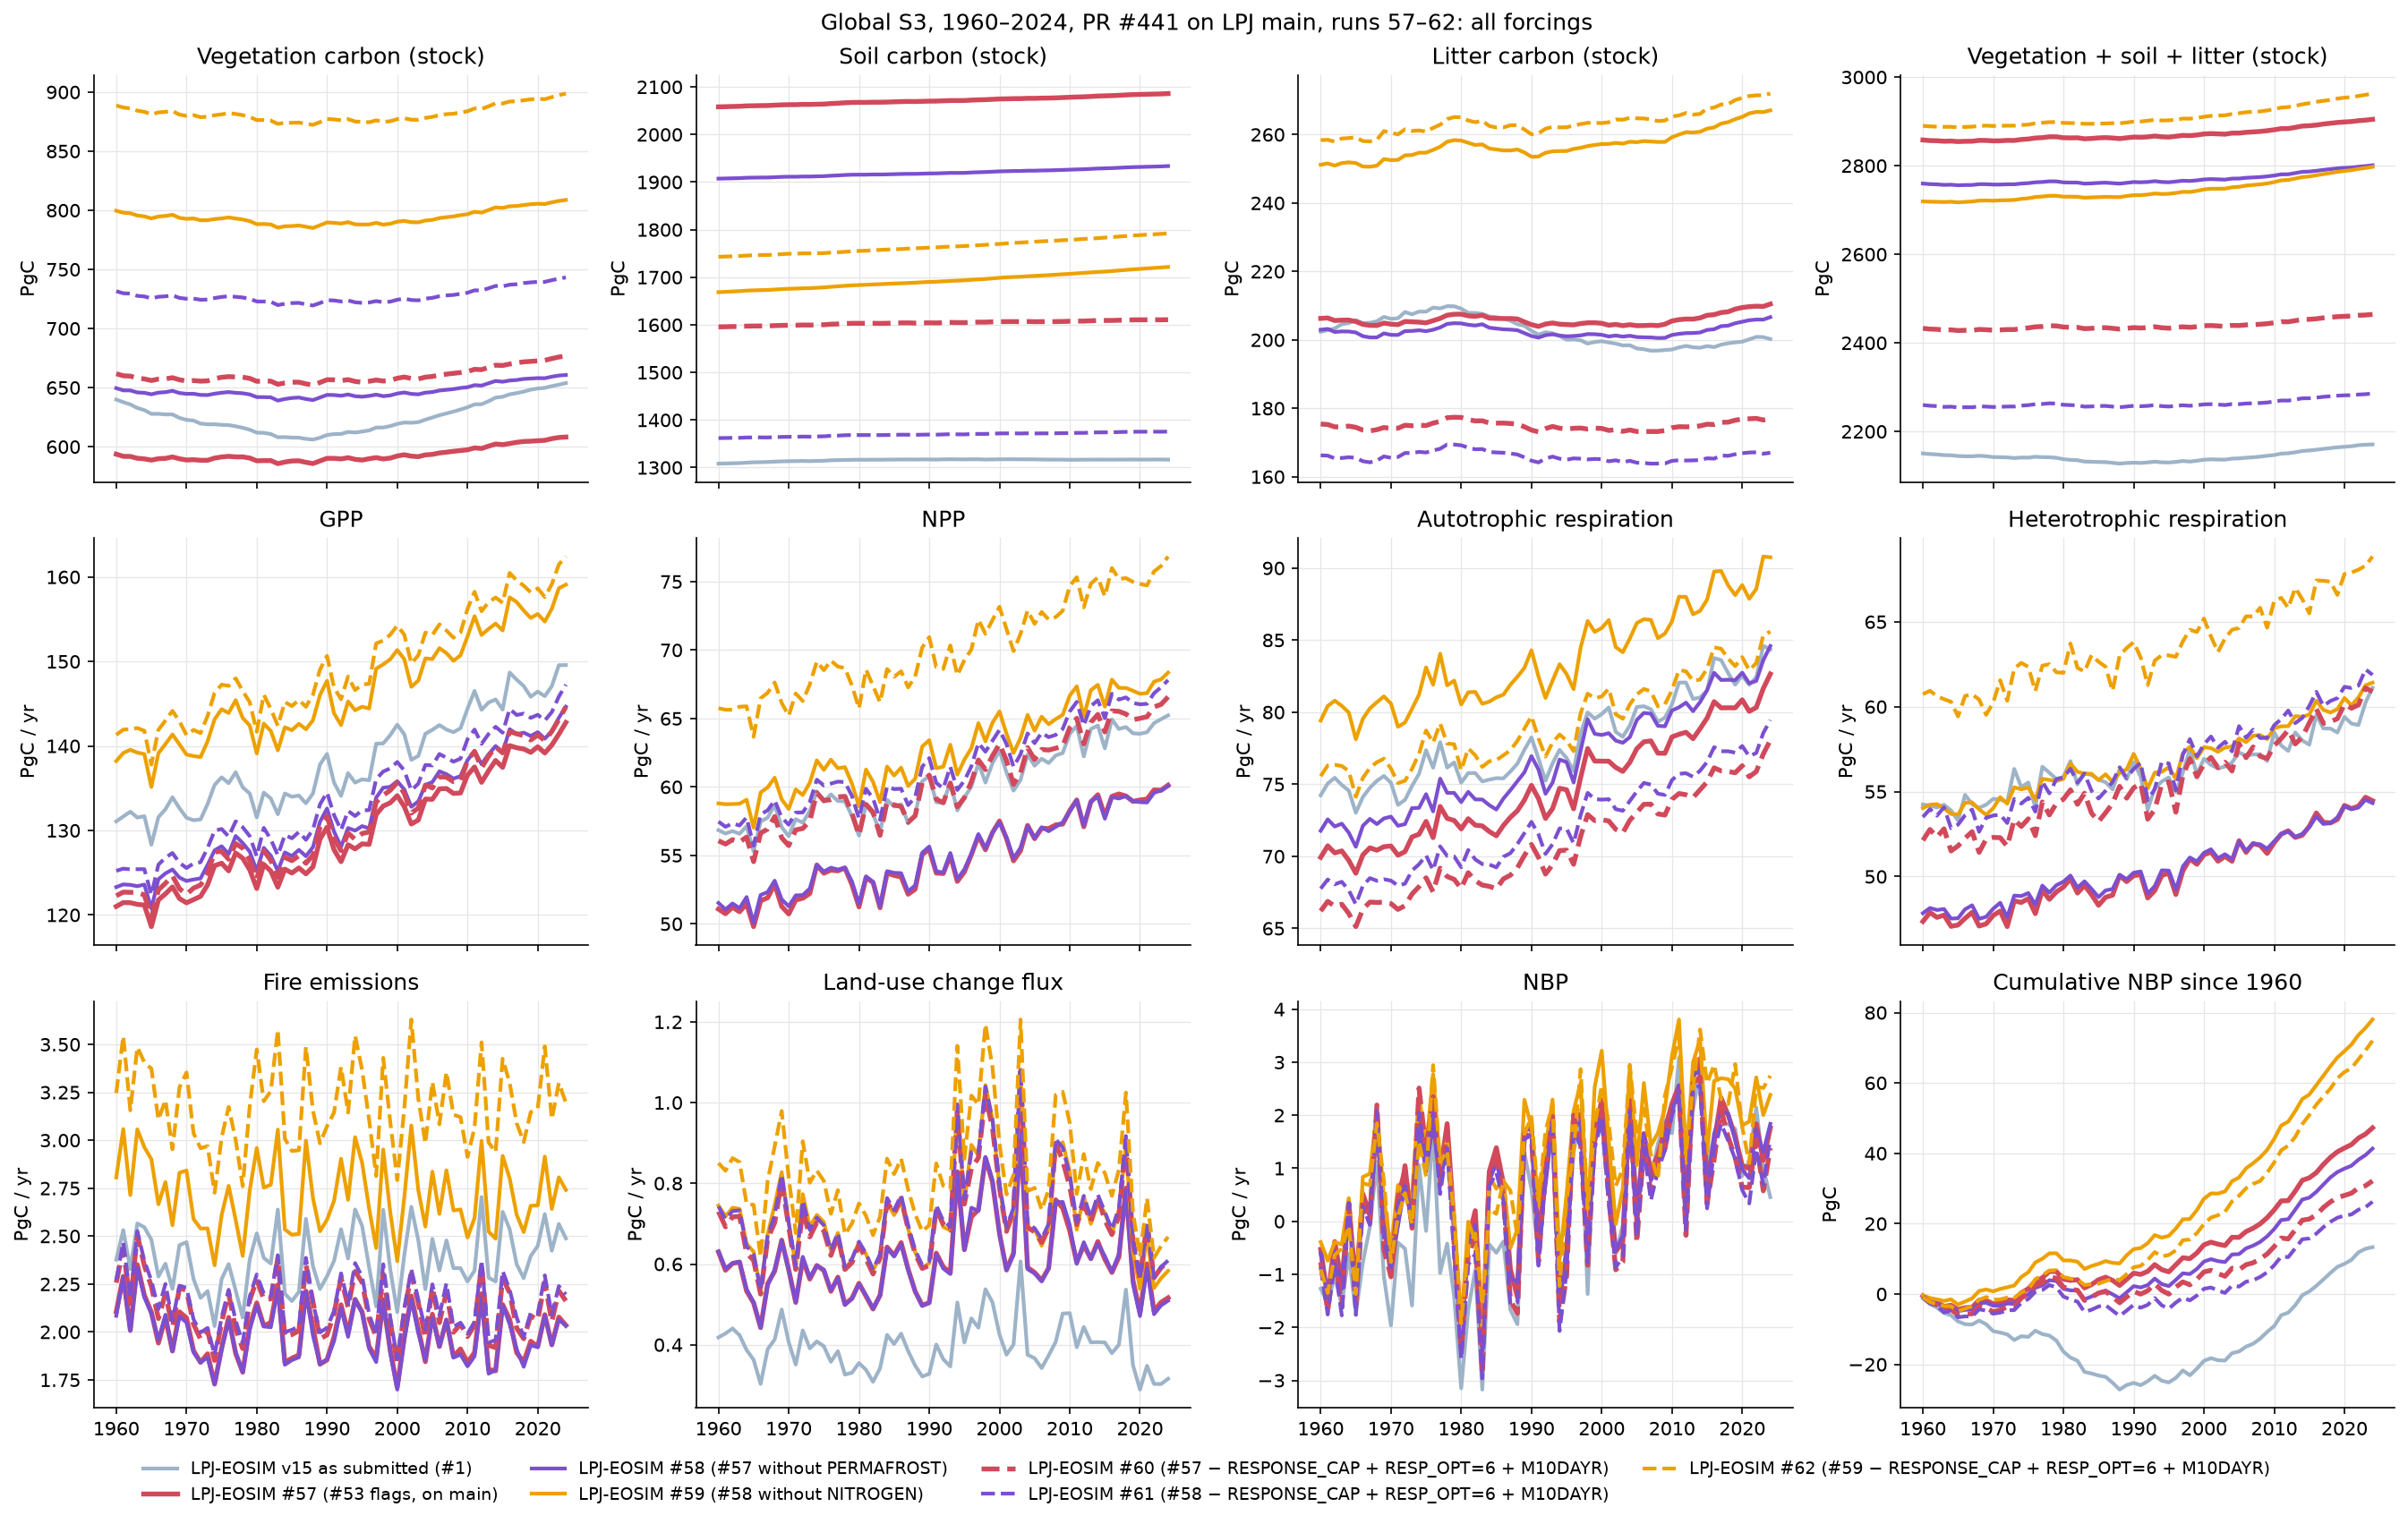 Global S3, 1960–2024, PR #441 on LPJ main, runs 57–62: all forcings
Vegetation carbon (stock)
Soil carbon (stock)
Litter carbon (stock)
Vegetation + soil + litter (stock)
PgC
900
850
800
750
700
650
600
PgC
2100
2000
1900
1800
1700
1600
1500
1400
1300
PgC
260
240
220
200
180
160
PgC
3000
2800
2600
2400
2200
GPP
NPP
Autotrophic respiration
Heterotrophic respiration
PgC / yr
160
150
140
130
120
PgC / yr
75
70
65
60
55
50
PgC / yr
90
85
80
75
70
65
PgC / yr
65
60
55
50
Fire emissions
Land-use change flux
NBP
Cumulative NBP since 1960
PgC / yr
3.50
3.25
3.00
2.75
2.50
2.25
2.00
1.75
1960 1970 1980 1990 2000 2010 2020
PgC / yr
1.2
1.0
0.8
0.6
0.4
1960 1970 1980 1990 2000 2010 2020
PgC / yr
4
3
2
1
0
−1
−2
−3
1960 1970 1980 1990 2000 2010 2020
PgC
80
60
40
20
0
−20
1960 1970 1980 1990 2000 2010 2020
LPJ-EOSIM v15 as submitted (#1)
LPJ-EOSIM #57 (#53 flags, on main)
LPJ-EOSIM #58 (#57 without PERMAFROST)
LPJ-EOSIM #59 (#58 without NITROGEN)
LPJ-EOSIM #60 (#57 − RESPONSE_CAP + RESP_OPT=6 + M10DAYR)
LPJ-EOSIM #61 (#58 − RESPONSE_CAP + RESP_OPT=6 + M10DAYR)
LPJ-EOSIM #62 (#59 − RESPONSE_CAP + RESP_OPT=6 + M10DAYR)